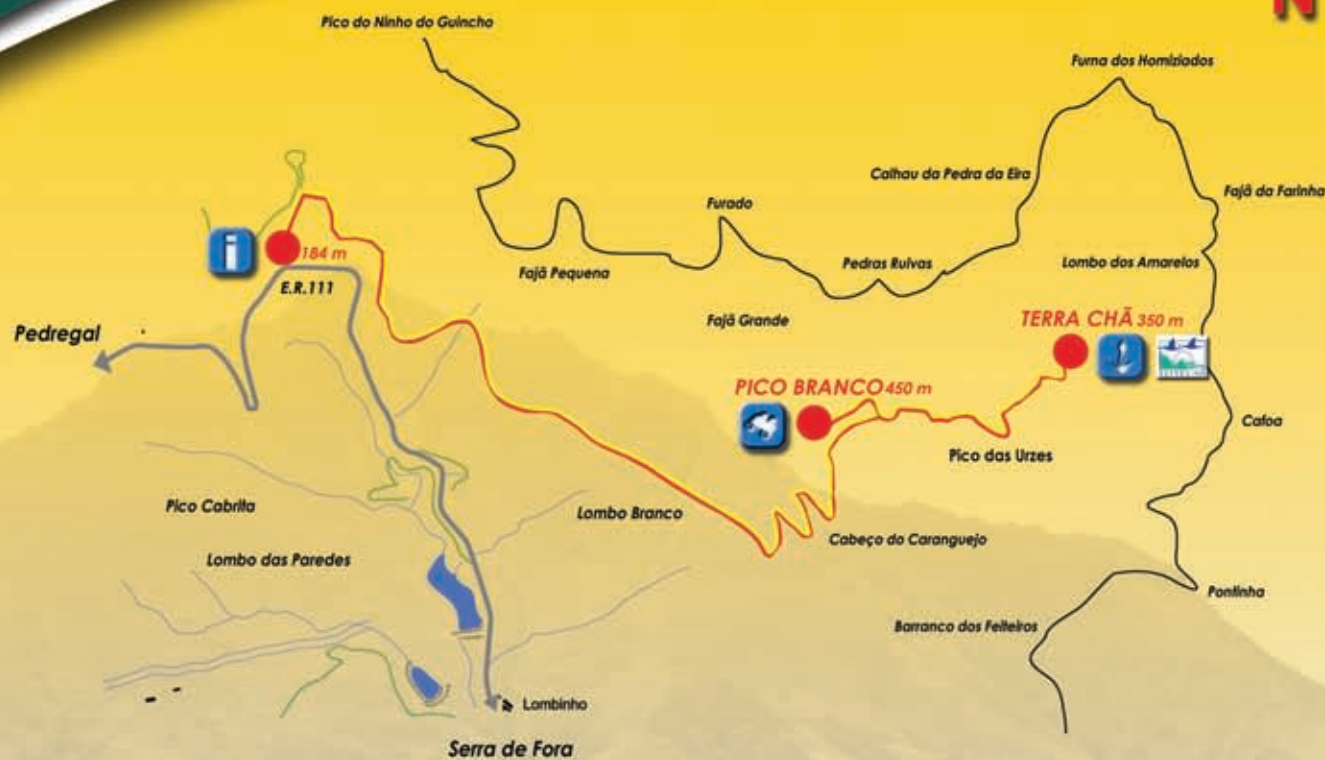 N
Pico do Ninho do Guincho
Furna dos Homiziados
Calhau da Pedra da Eira
Fajã da Farinha
Furado
184 m
Fajã Pequena
Pedras Ruivas
Lombo dos Amarelos
E.R.111
Fajã Grande
TERRA CHÃ 350 m
Pedregal
PICO BRANCO 450 m
Cafoa
Pico das Urzes
Pico Cabrita
Lombo Branco
Cabeço do Caranguejo
Lombo das Paredes
Pontinha
Barranco dos Feiteiros
Lombinho
Serra de Fora